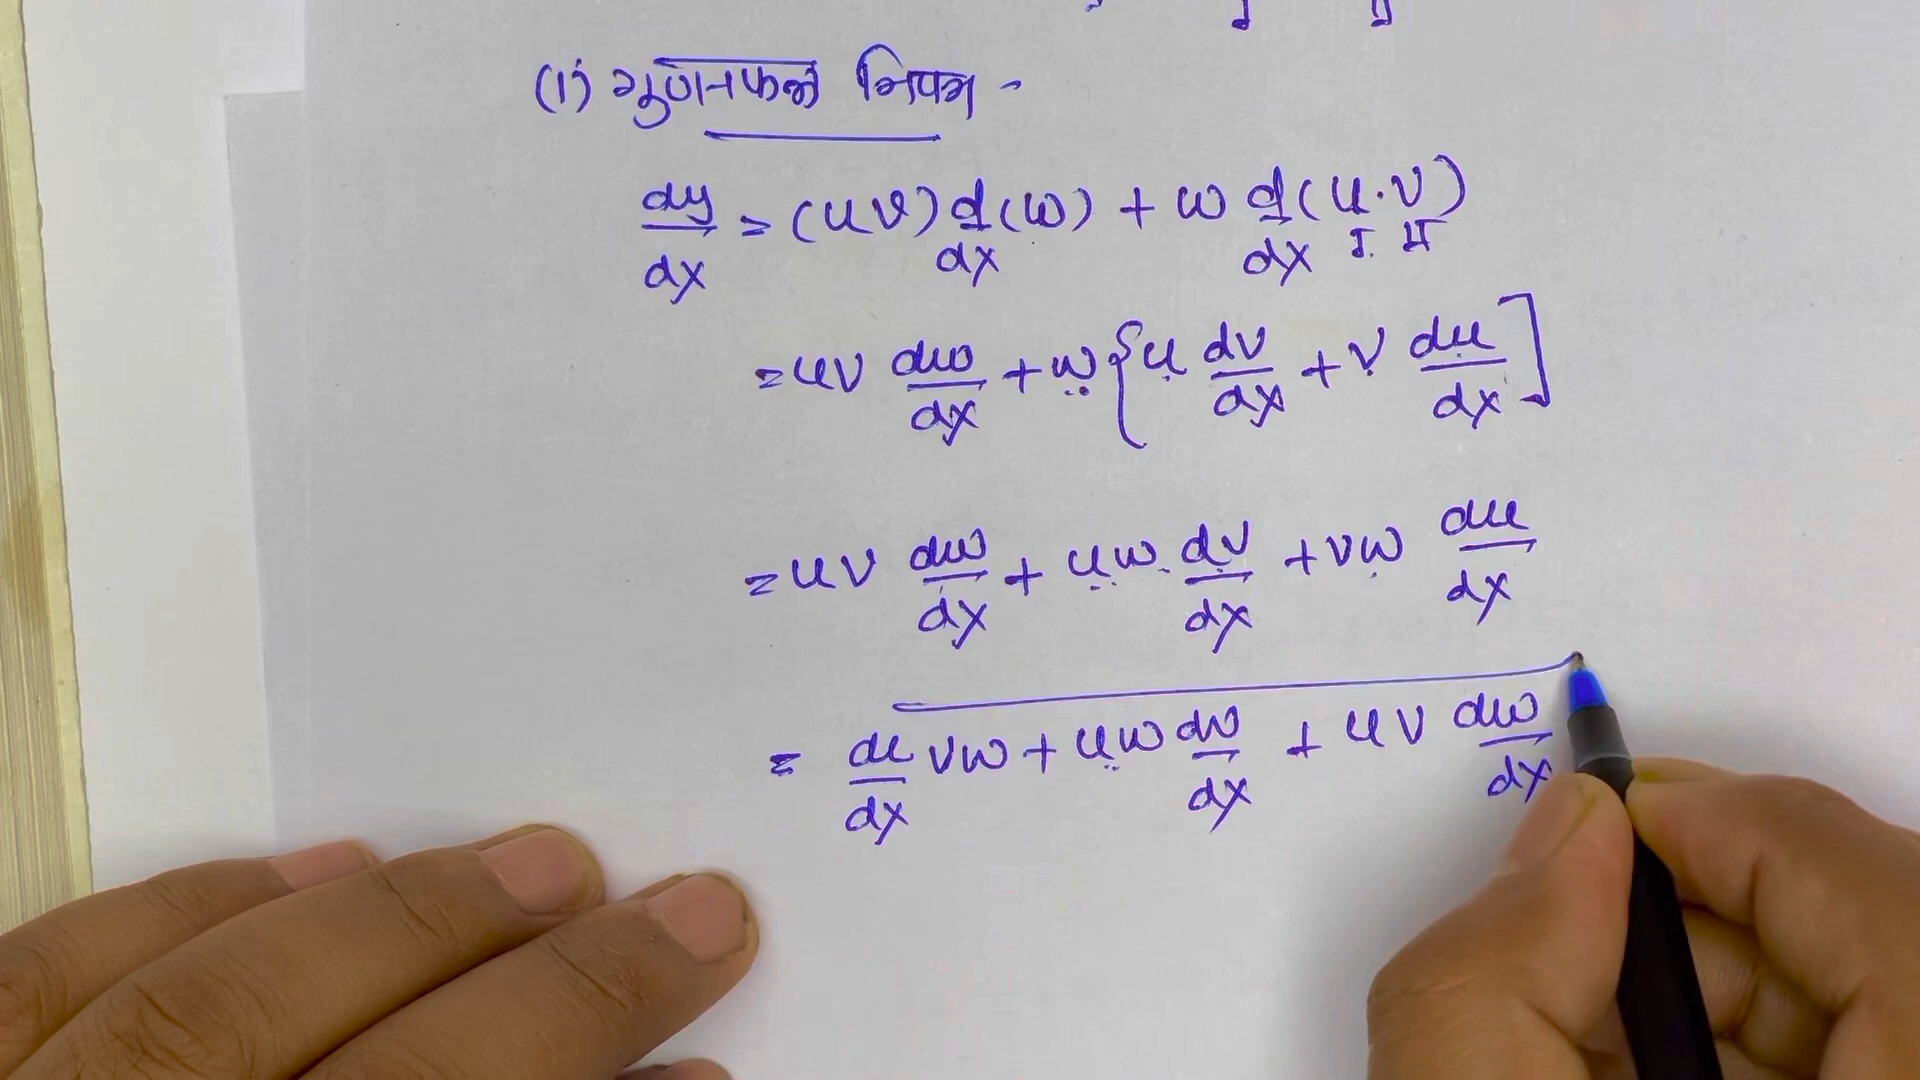 (1) गुणनफल नियम -
dy/dx = (uv) d/dx (w) + w d/dx (u.v)
I. II
= uv dw/dx + w { u dv/dx + v du/dx ]
= uv dw/dx + uw. dv/dx + vw du/dx
= du/dx vw + uw dv/dx + uv dw/dx